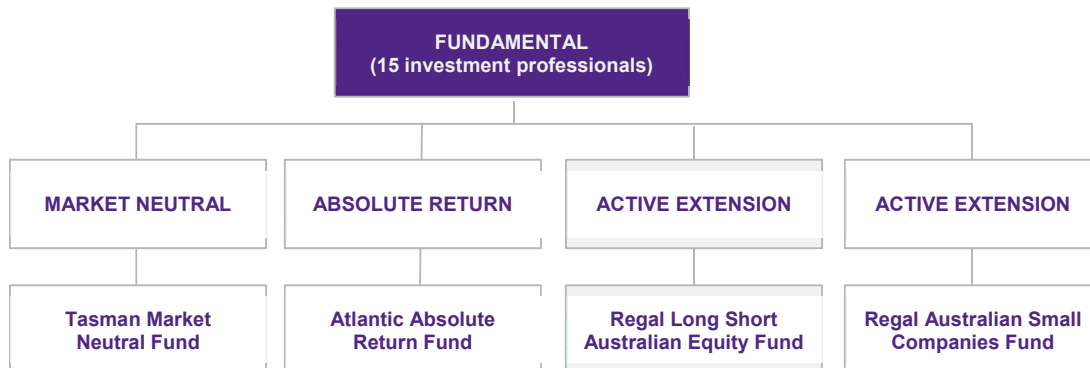 FUNDAMENTAL
(15 investment professionals)
MARKET NEUTRAL
ABSOLUTE RETURN
ACTIVE EXTENSION
ACTIVE EXTENSION
Tasman Market
Neutral Fund
Atlantic Absolute
Return Fund
Regal Long Short
Australian Equity Fund
Regal Australian Small
Companies Fund